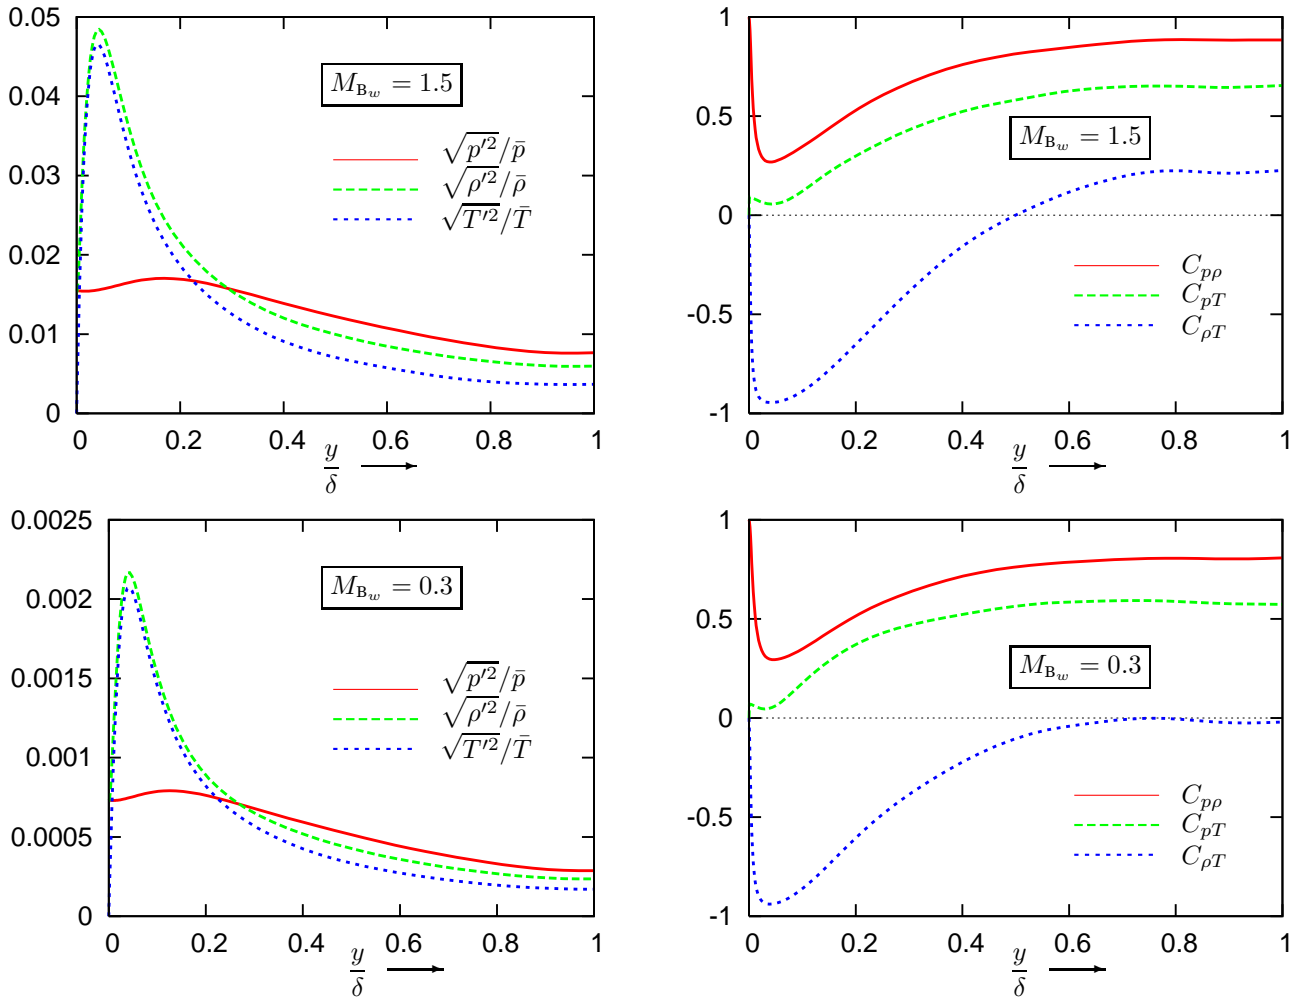 0.05
0.04
0.03
0.02
0.01
0
0 0.2 0.4 0.6 0.8 1
y/δ
M_{B_w} = 1.5
√(p'²)/p̄
√(ρ'²)/ρ̄
√(T'²)/T̄
1
0.5
0
-0.5
-1
0 0.2 0.4 0.6 0.8 1
y/δ
M_{B_w} = 1.5
C_{pρ}
C_{pT}
C_{ρT}
0.0025
0.002
0.0015
0.001
0.0005
0
0 0.2 0.4 0.6 0.8 1
y/δ
M_{B_w} = 0.3
√(p'²)/p̄
√(ρ'²)/ρ̄
√(T'²)/T̄
1
0.5
0
-0.5
-1
0 0.2 0.4 0.6 0.8 1
y/δ
M_{B_w} = 0.3
C_{pρ}
C_{pT}
C_{ρT}